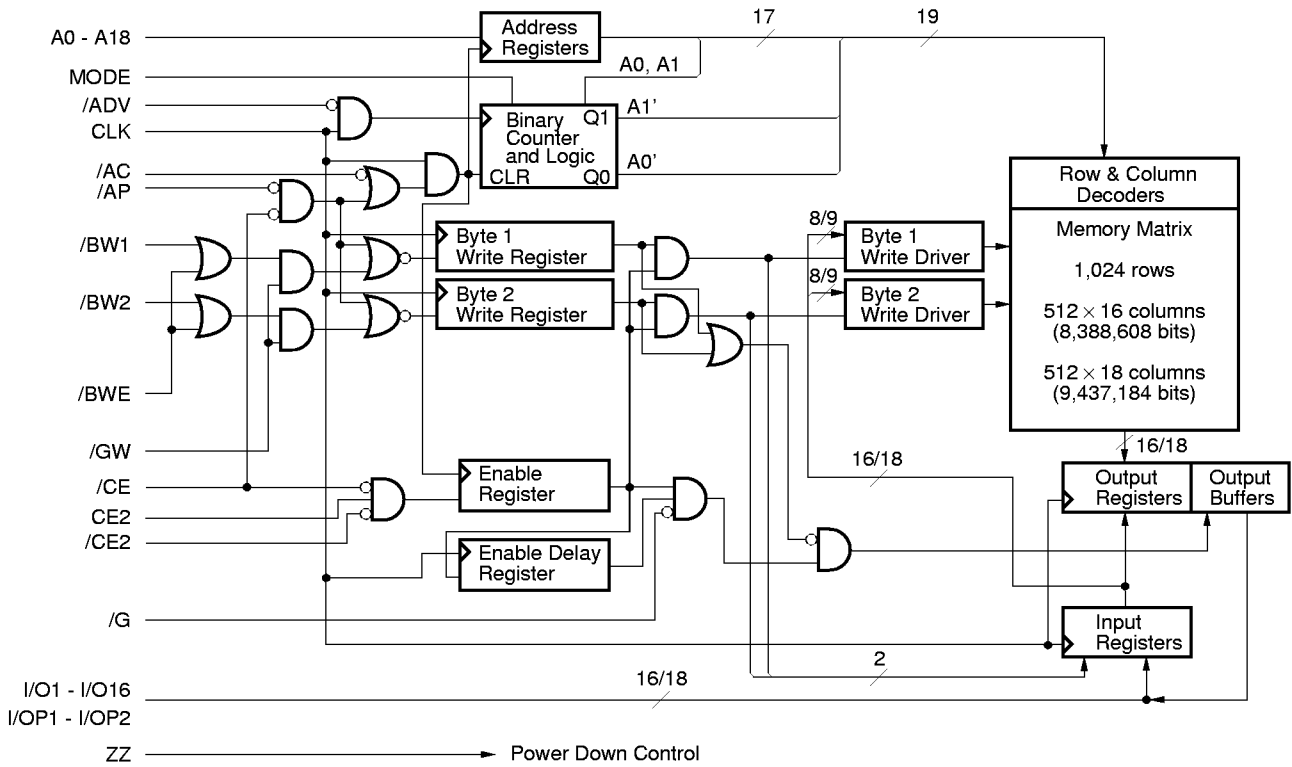 A0 - A18
Address
Registers
17
19
MODE
A0, A1
/ADV
CLK
Binary
Counter
and Logic
CLR
Q1
Q0
A1’
A0’
/AC
/AP
Row & Column
Decoders
/BW1
Byte 1
Write Register
8/9
Byte 1
Write Driver
Memory Matrix
1,024 rows
512 × 16 columns
(8,388,608 bits)
512 × 18 columns
(9,437,184 bits)
/BW2
Byte 2
Write Register
8/9
Byte 2
Write Driver
/BWE
/GW
16/18
16/18
/CE
CE2
/CE2
Enable
Register
Output
Registers
Output
Buffers
Enable Delay
Register
/G
Input
Registers
2
I/O1 - I/O16
I/OP1 - I/OP2
16/18
ZZ
Power Down Control